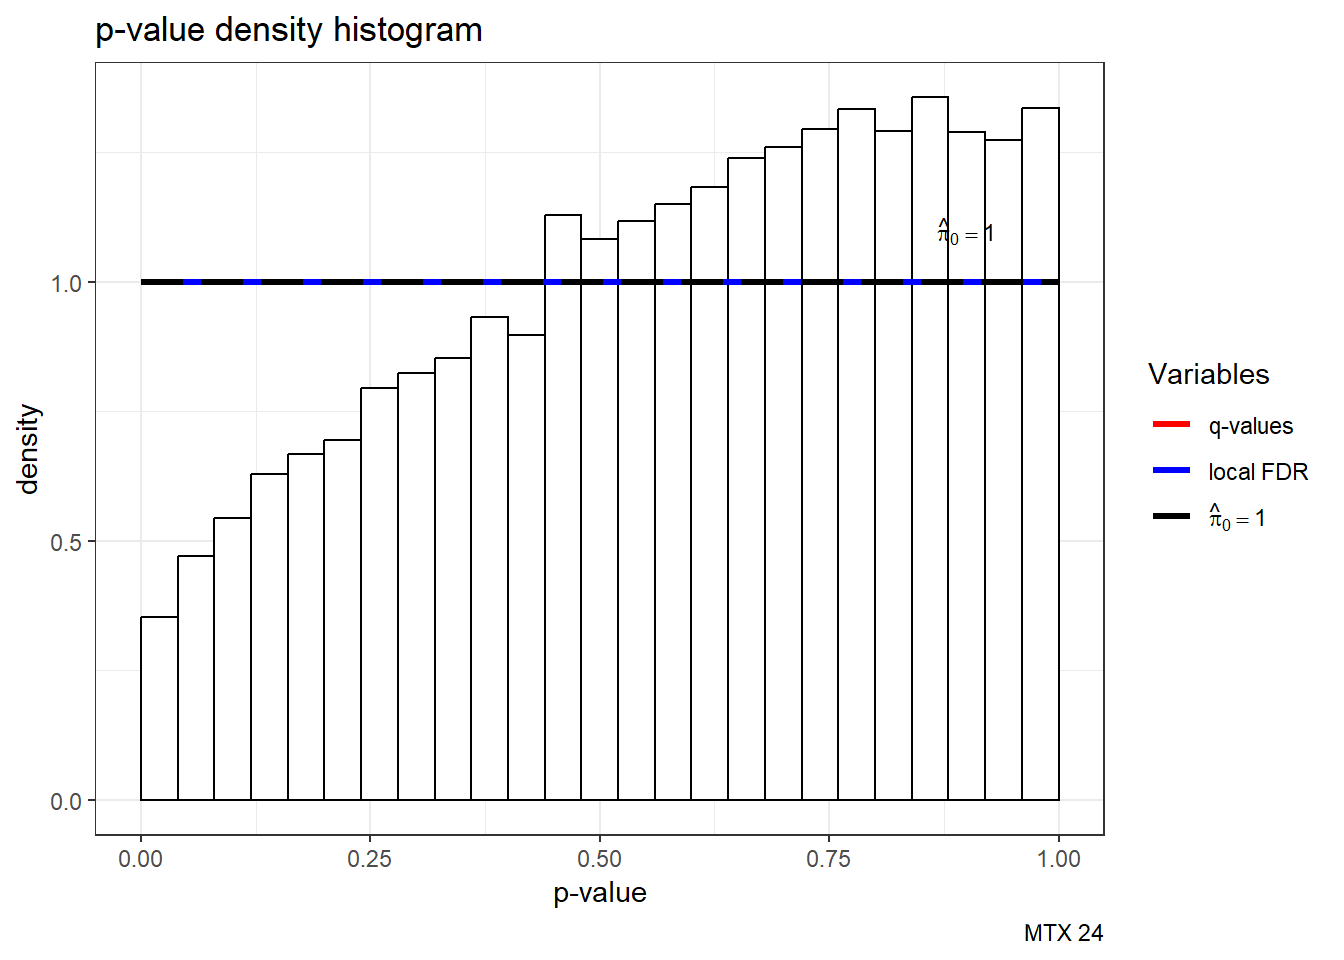 p-value density histogram
density
1.0
0.5
0.0
π̂₀ = 1
0.00 0.25 0.50 0.75 1.00
p-value
Variables
q-values
local FDR
π̂₀ = 1
MTX 24